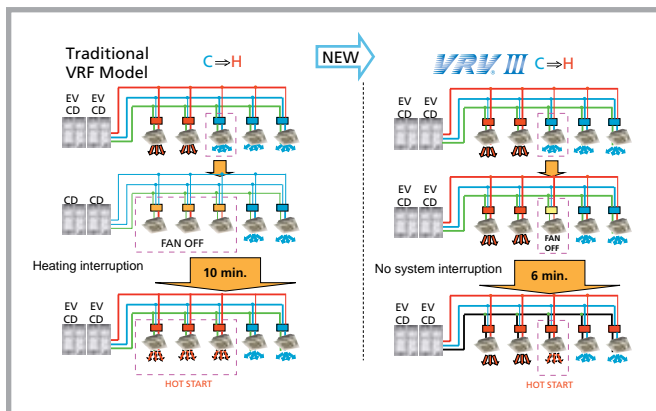 Traditional
VRF Model
C⇒H
NEW
VRV III C⇒H
EV EV
CD CD
EV EV
CD CD
CD CD
FAN OFF
EV EV
CD CD
FAN
OFF
Heating interruption
10 min.
No system interruption
6 min.
EV EV
CD CD
HOT START
EV EV
CD CD
HOT START